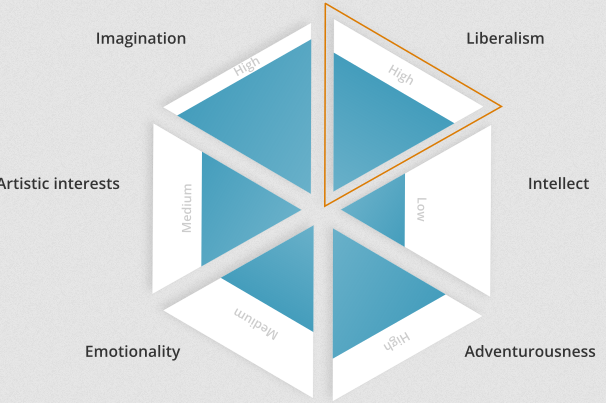 Imagination
Liberalism
High
High
Artistic interests
Medium
Low
Intellect
Medium
High
Emotionality
Adventurousness